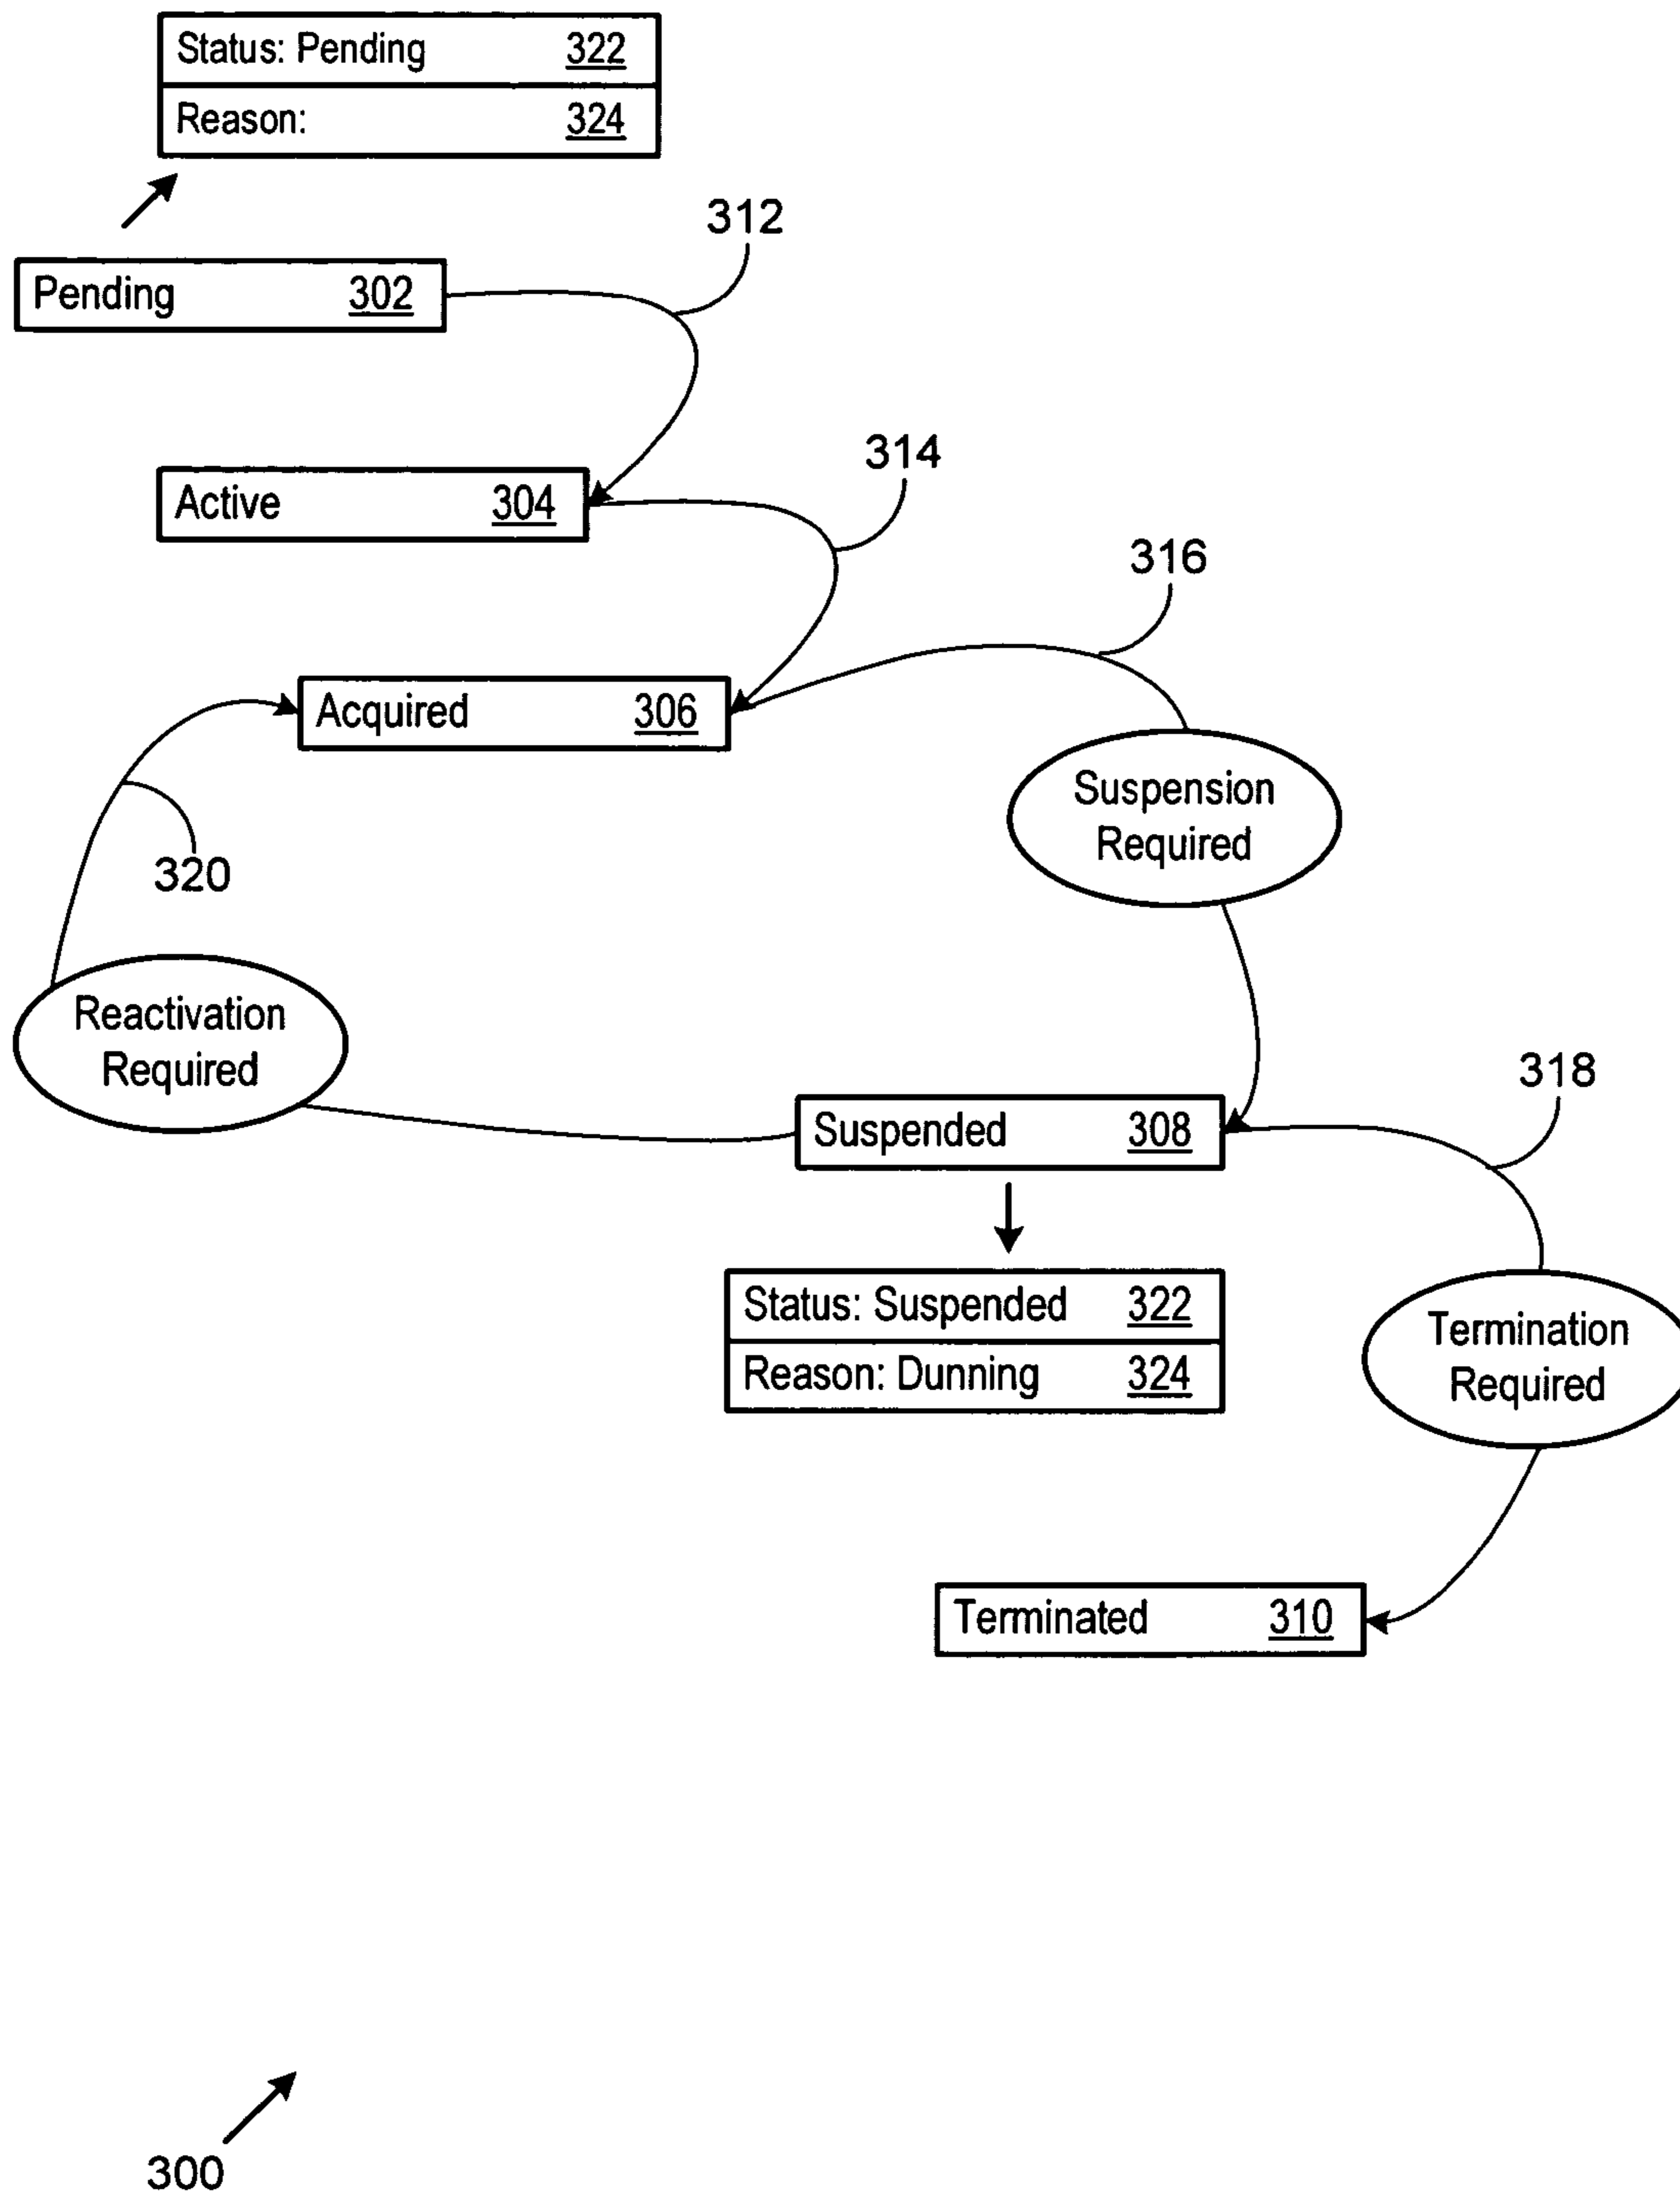 Status: Pending 322
Reason: 324
312
Pending 302
314
Active 304
316
Acquired 306
Suspension
Required
320
Reactivation
Required
318
Suspended 308
Status: Suspended 322
Reason: Dunning 324
Termination
Required
Terminated 310
300